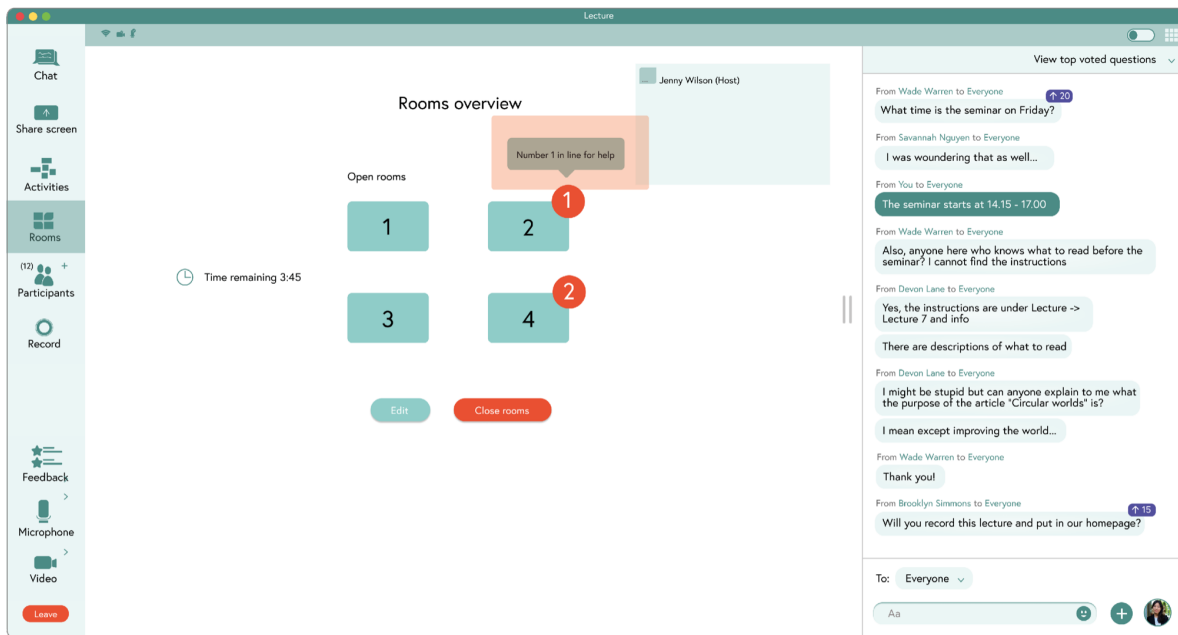 Lecture
Chat
Share screen
Activities
Rooms
(12) +
Participants
Record
Feedback
Microphone
Video
Leave
Rooms overview
... Jenny Wilson (Host)
Number 1 in line for help
Open rooms
1
2
1
Time remaining 3:45
3
4
2
Edit
Close rooms
View top voted questions
From Wade Warren to Everyone
↑ 20
What time is the seminar on Friday?
From Savannah Nguyen to Everyone
I was woundering that as well...
From You to Everyone
The seminar starts at 14.15 - 17.00
From Wade Warren to Everyone
Also, anyone here who knows what to read before the
seminar? I cannot find the instructions
From Devon Lane to Everyone
Yes, the instructions are under Lecture ->
Lecture 7 and info
There are descriptions of what to read
From Devon Lane to Everyone
I might be stupid but can anyone explain to me what
the purpose of the article "Circular worlds" is?
I mean except improving the world...
From Wade Warren to Everyone
Thank you!
From Brooklyn Simmons to Everyone
↑ 15
Will you record this lecture and put in our homepage?
To: Everyone
Aa